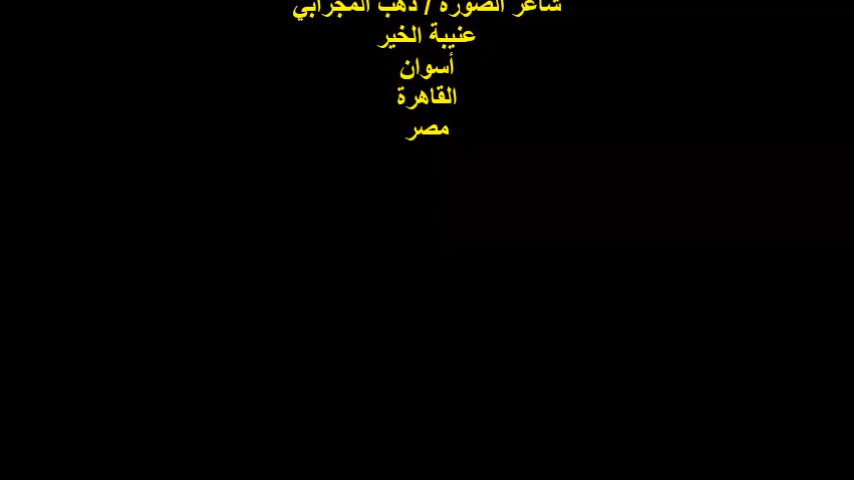 شاعر الصورة / ذهب المجرابي
عنيبة الخير
أسوان
القاهرة
مصر